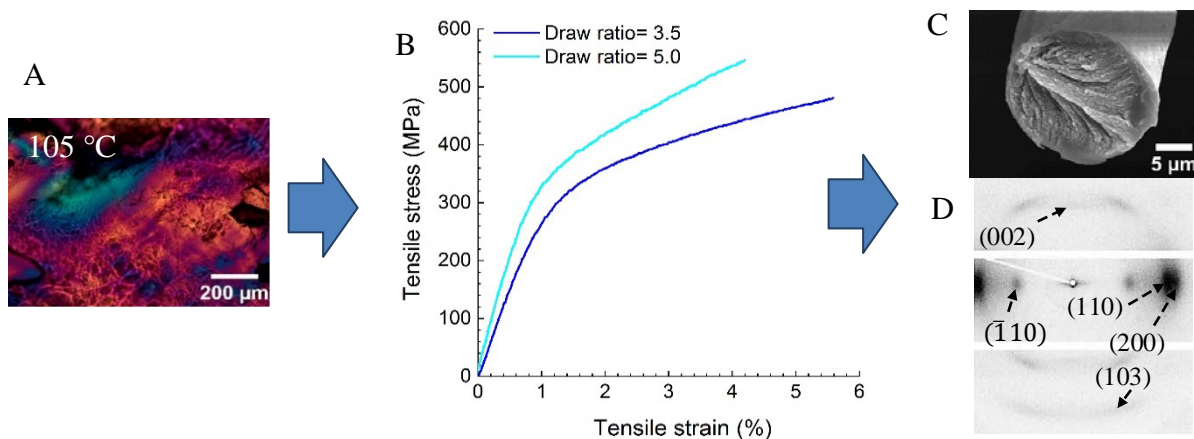 A
105 °C
200 µm
B
Draw ratio= 3.5
Draw ratio= 5.0
Tensile stress (MPa)
600
500
400
300
200
100
0
0 1 2 3 4 5 6
Tensile strain (%)
C
5 µm
D
(002)
(1̅10)
(110)
(200)
(103)